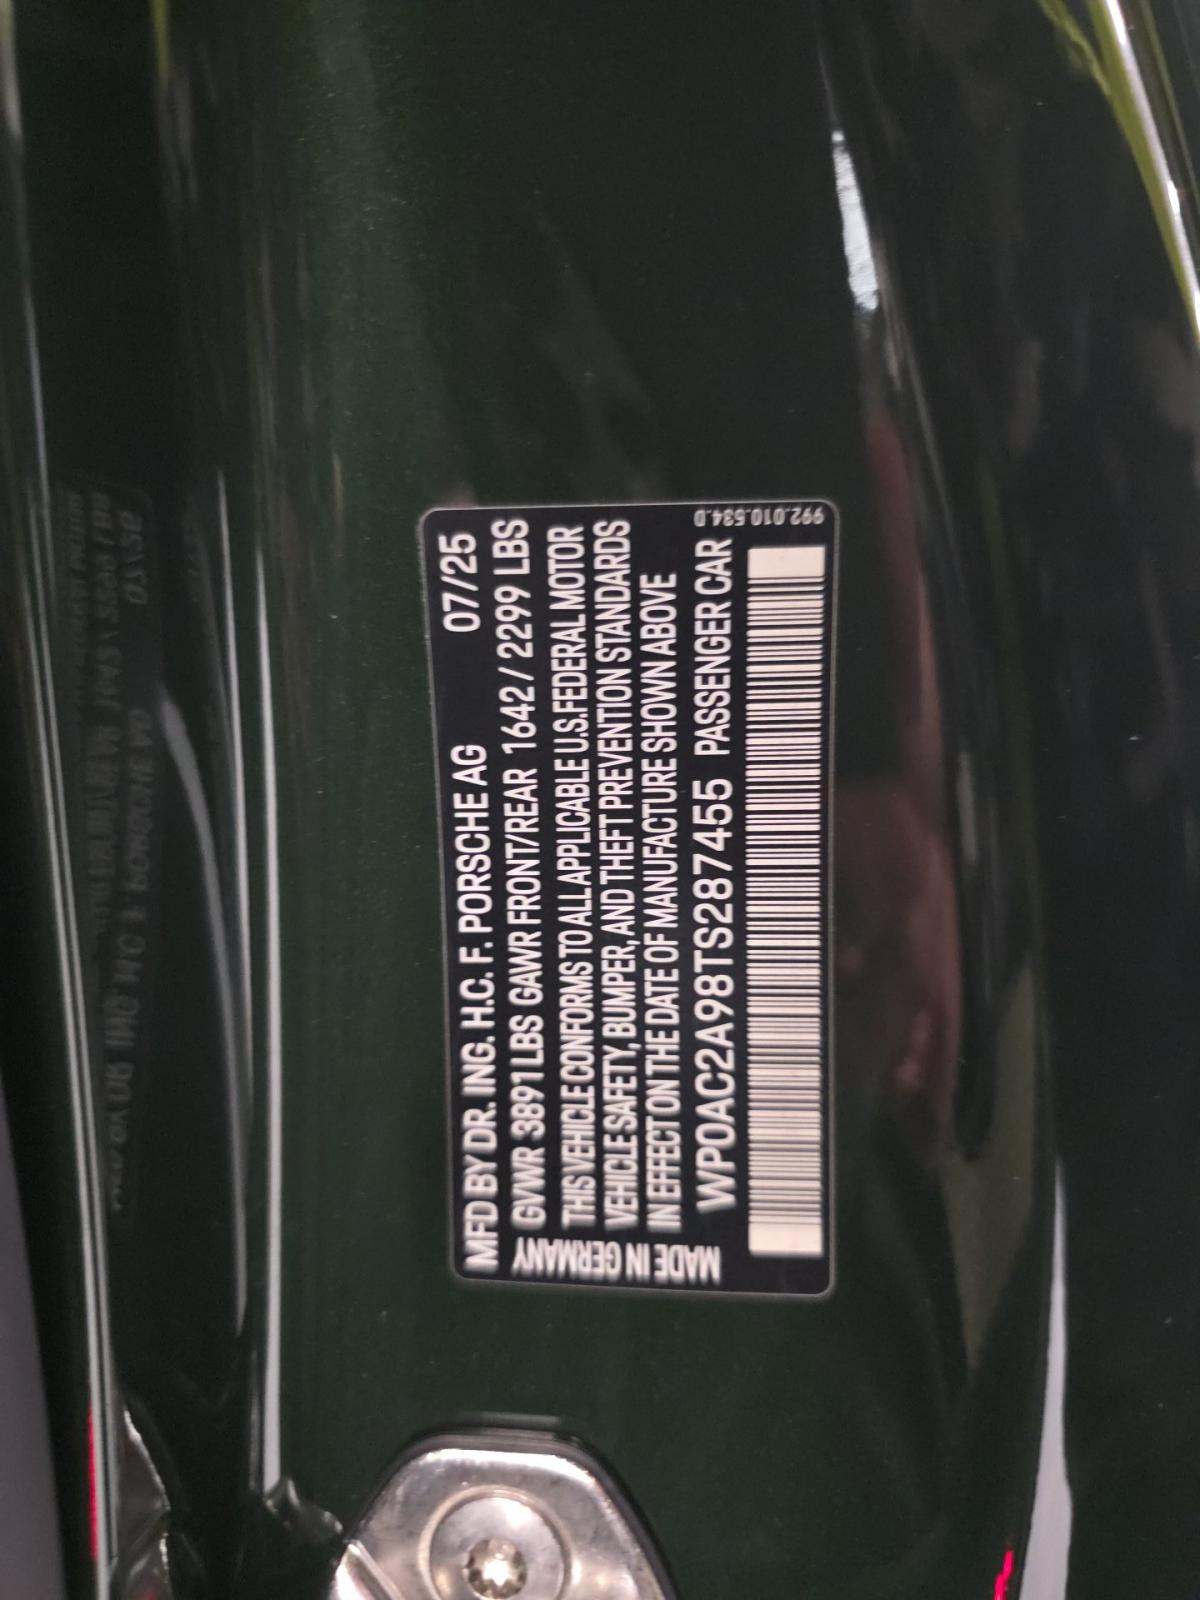 MFD BY DR. ING. H.C. F. PORSCHE AG 07/25
GVWR 3891LBS GAWR FRONT/REAR 1642 / 2299 LBS
THIS VEHICLE CONFORMS TO ALL APPLICABLE U.S. FEDERAL MOTOR
VEHICLE SAFETY, BUMPER, AND THEFT PREVENTION STANDARDS
IN EFFECT ON THE DATE OF MANUFACTURE SHOWN ABOVE
WP0AC2A98TS287455 PASSENGER CAR
MADE IN GERMANY
992.010.534.D